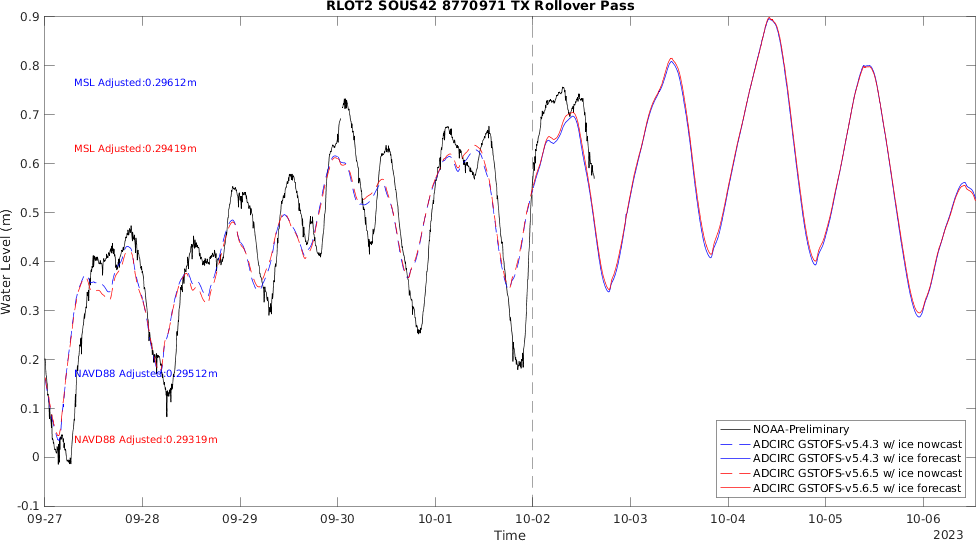 RLOT2 SOUS42 8770971 TX Rollover Pass
0.9
0.8
0.7
0.6
0.5
0.4
0.3
0.2
0.1
0
-0.1
Water Level (m)
MSL Adjusted:0.29612m
MSL Adjusted:0.29419m
NAVD88 Adjusted:0.29512m
NAVD88 Adjusted:0.29319m
NOAA-Preliminary
ADCIRC GSTOFS-v5.4.3 w/ ice nowcast
ADCIRC GSTOFS-v5.4.3 w/ ice forecast
ADCIRC GSTOFS-v5.6.5 w/ ice nowcast
ADCIRC GSTOFS-v5.6.5 w/ ice forecast
09-27 09-28 09-29 09-30 10-01 10-02 10-03 10-04 10-05 10-06
Time
2023